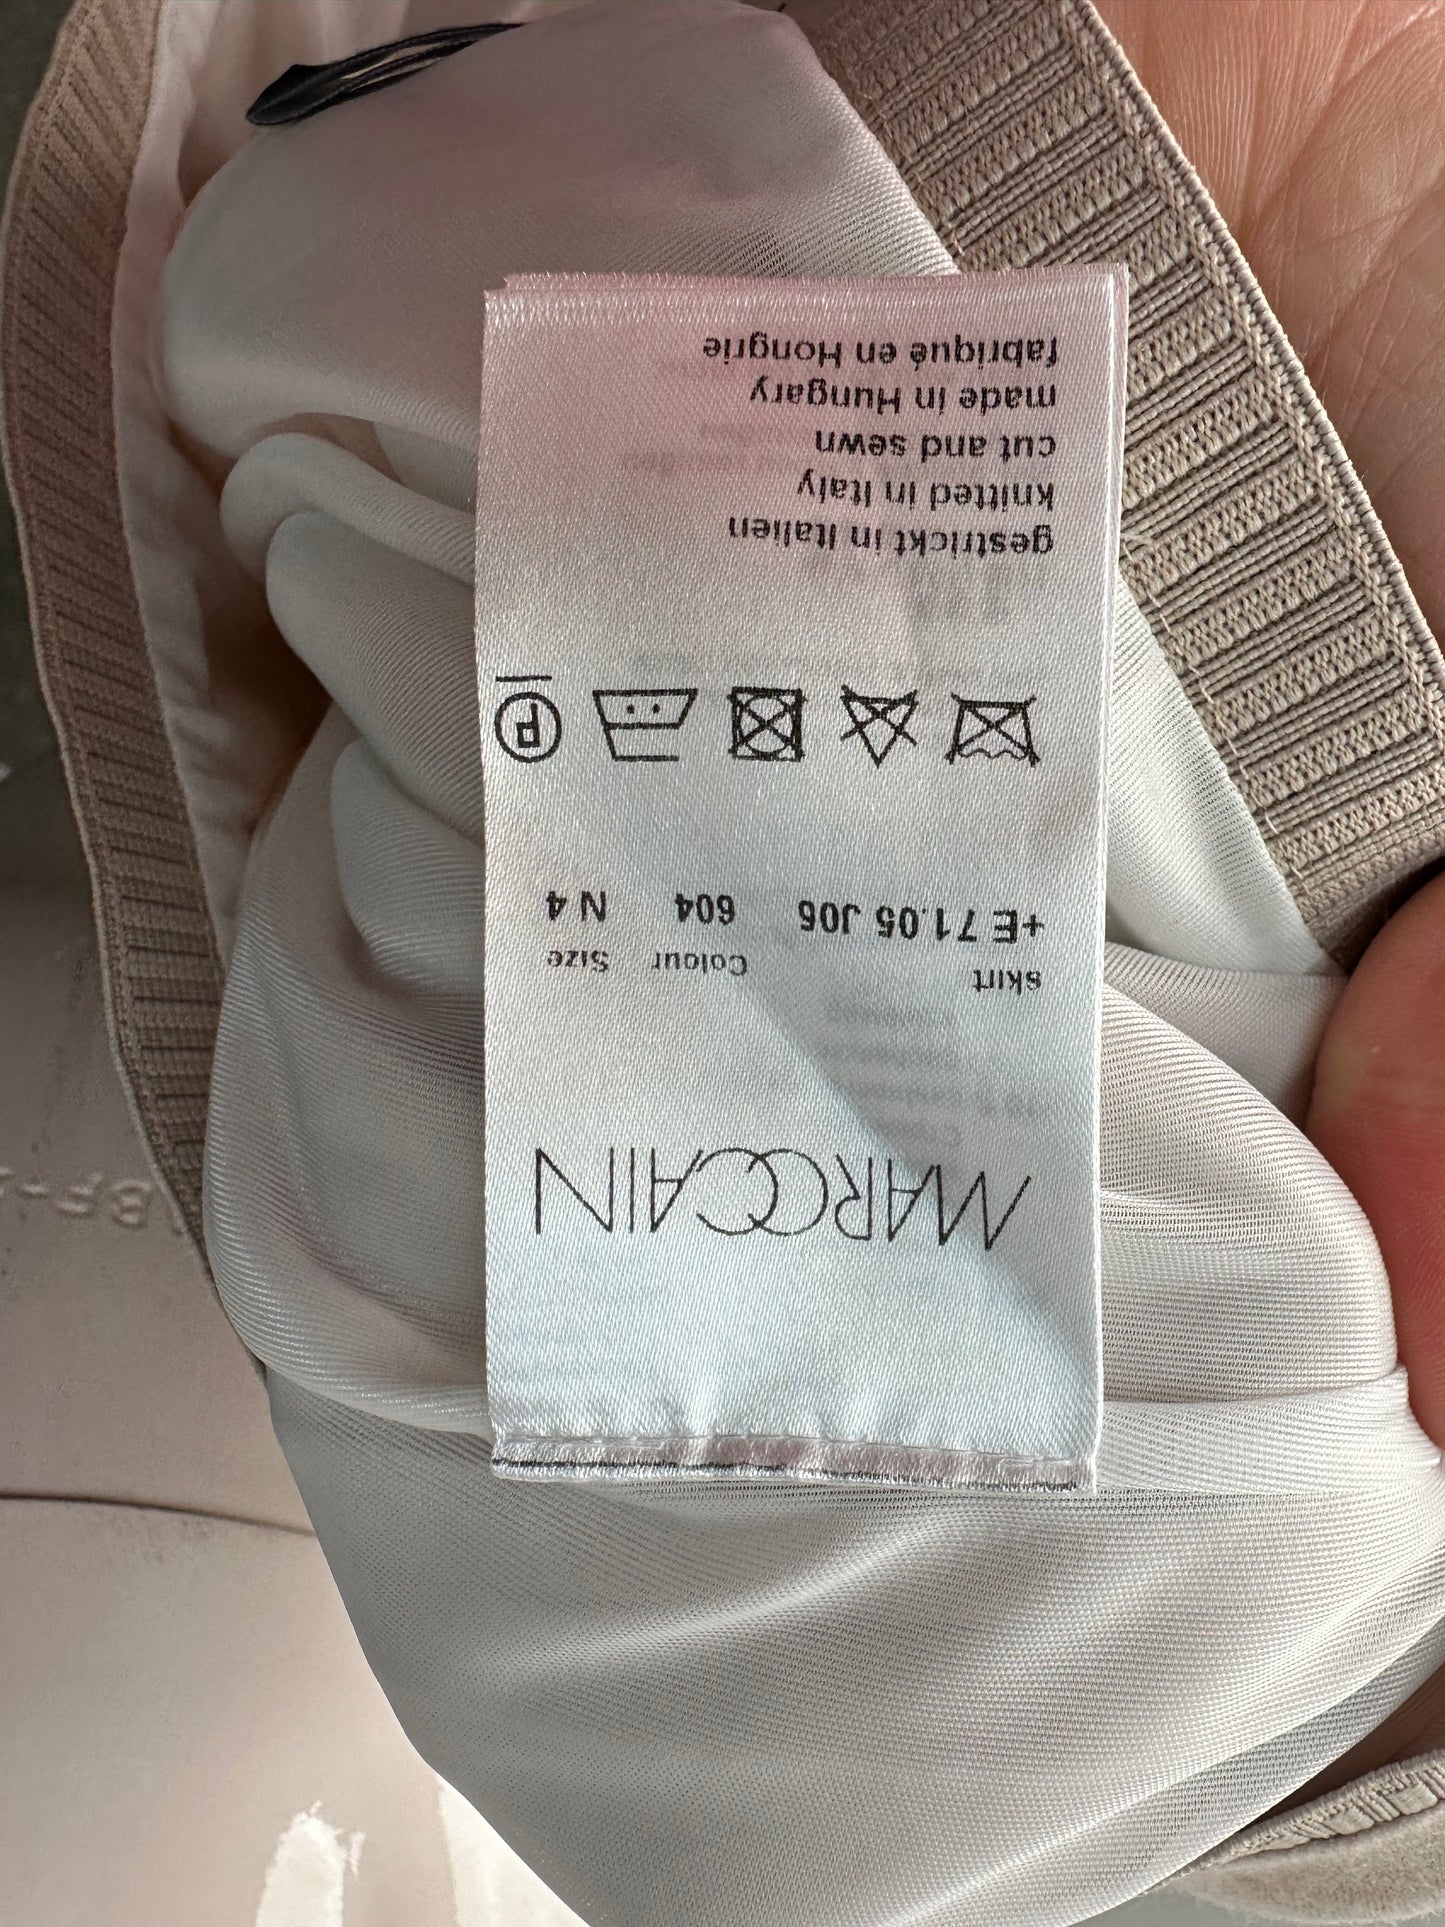 MARCCAIN
skirt Colour Size
+E 71.05 J06 604 N 4
gestrickt in Italien
knitted in Italy
cut and sewn
made in Hungary
fabriqué en Hongrie